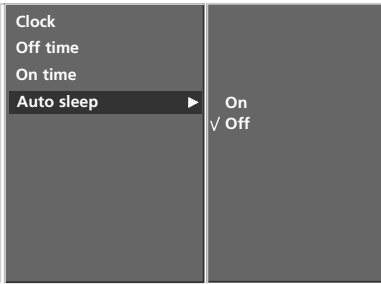 Clock
Off time
On time
Auto sleep ▶
On
√ Off